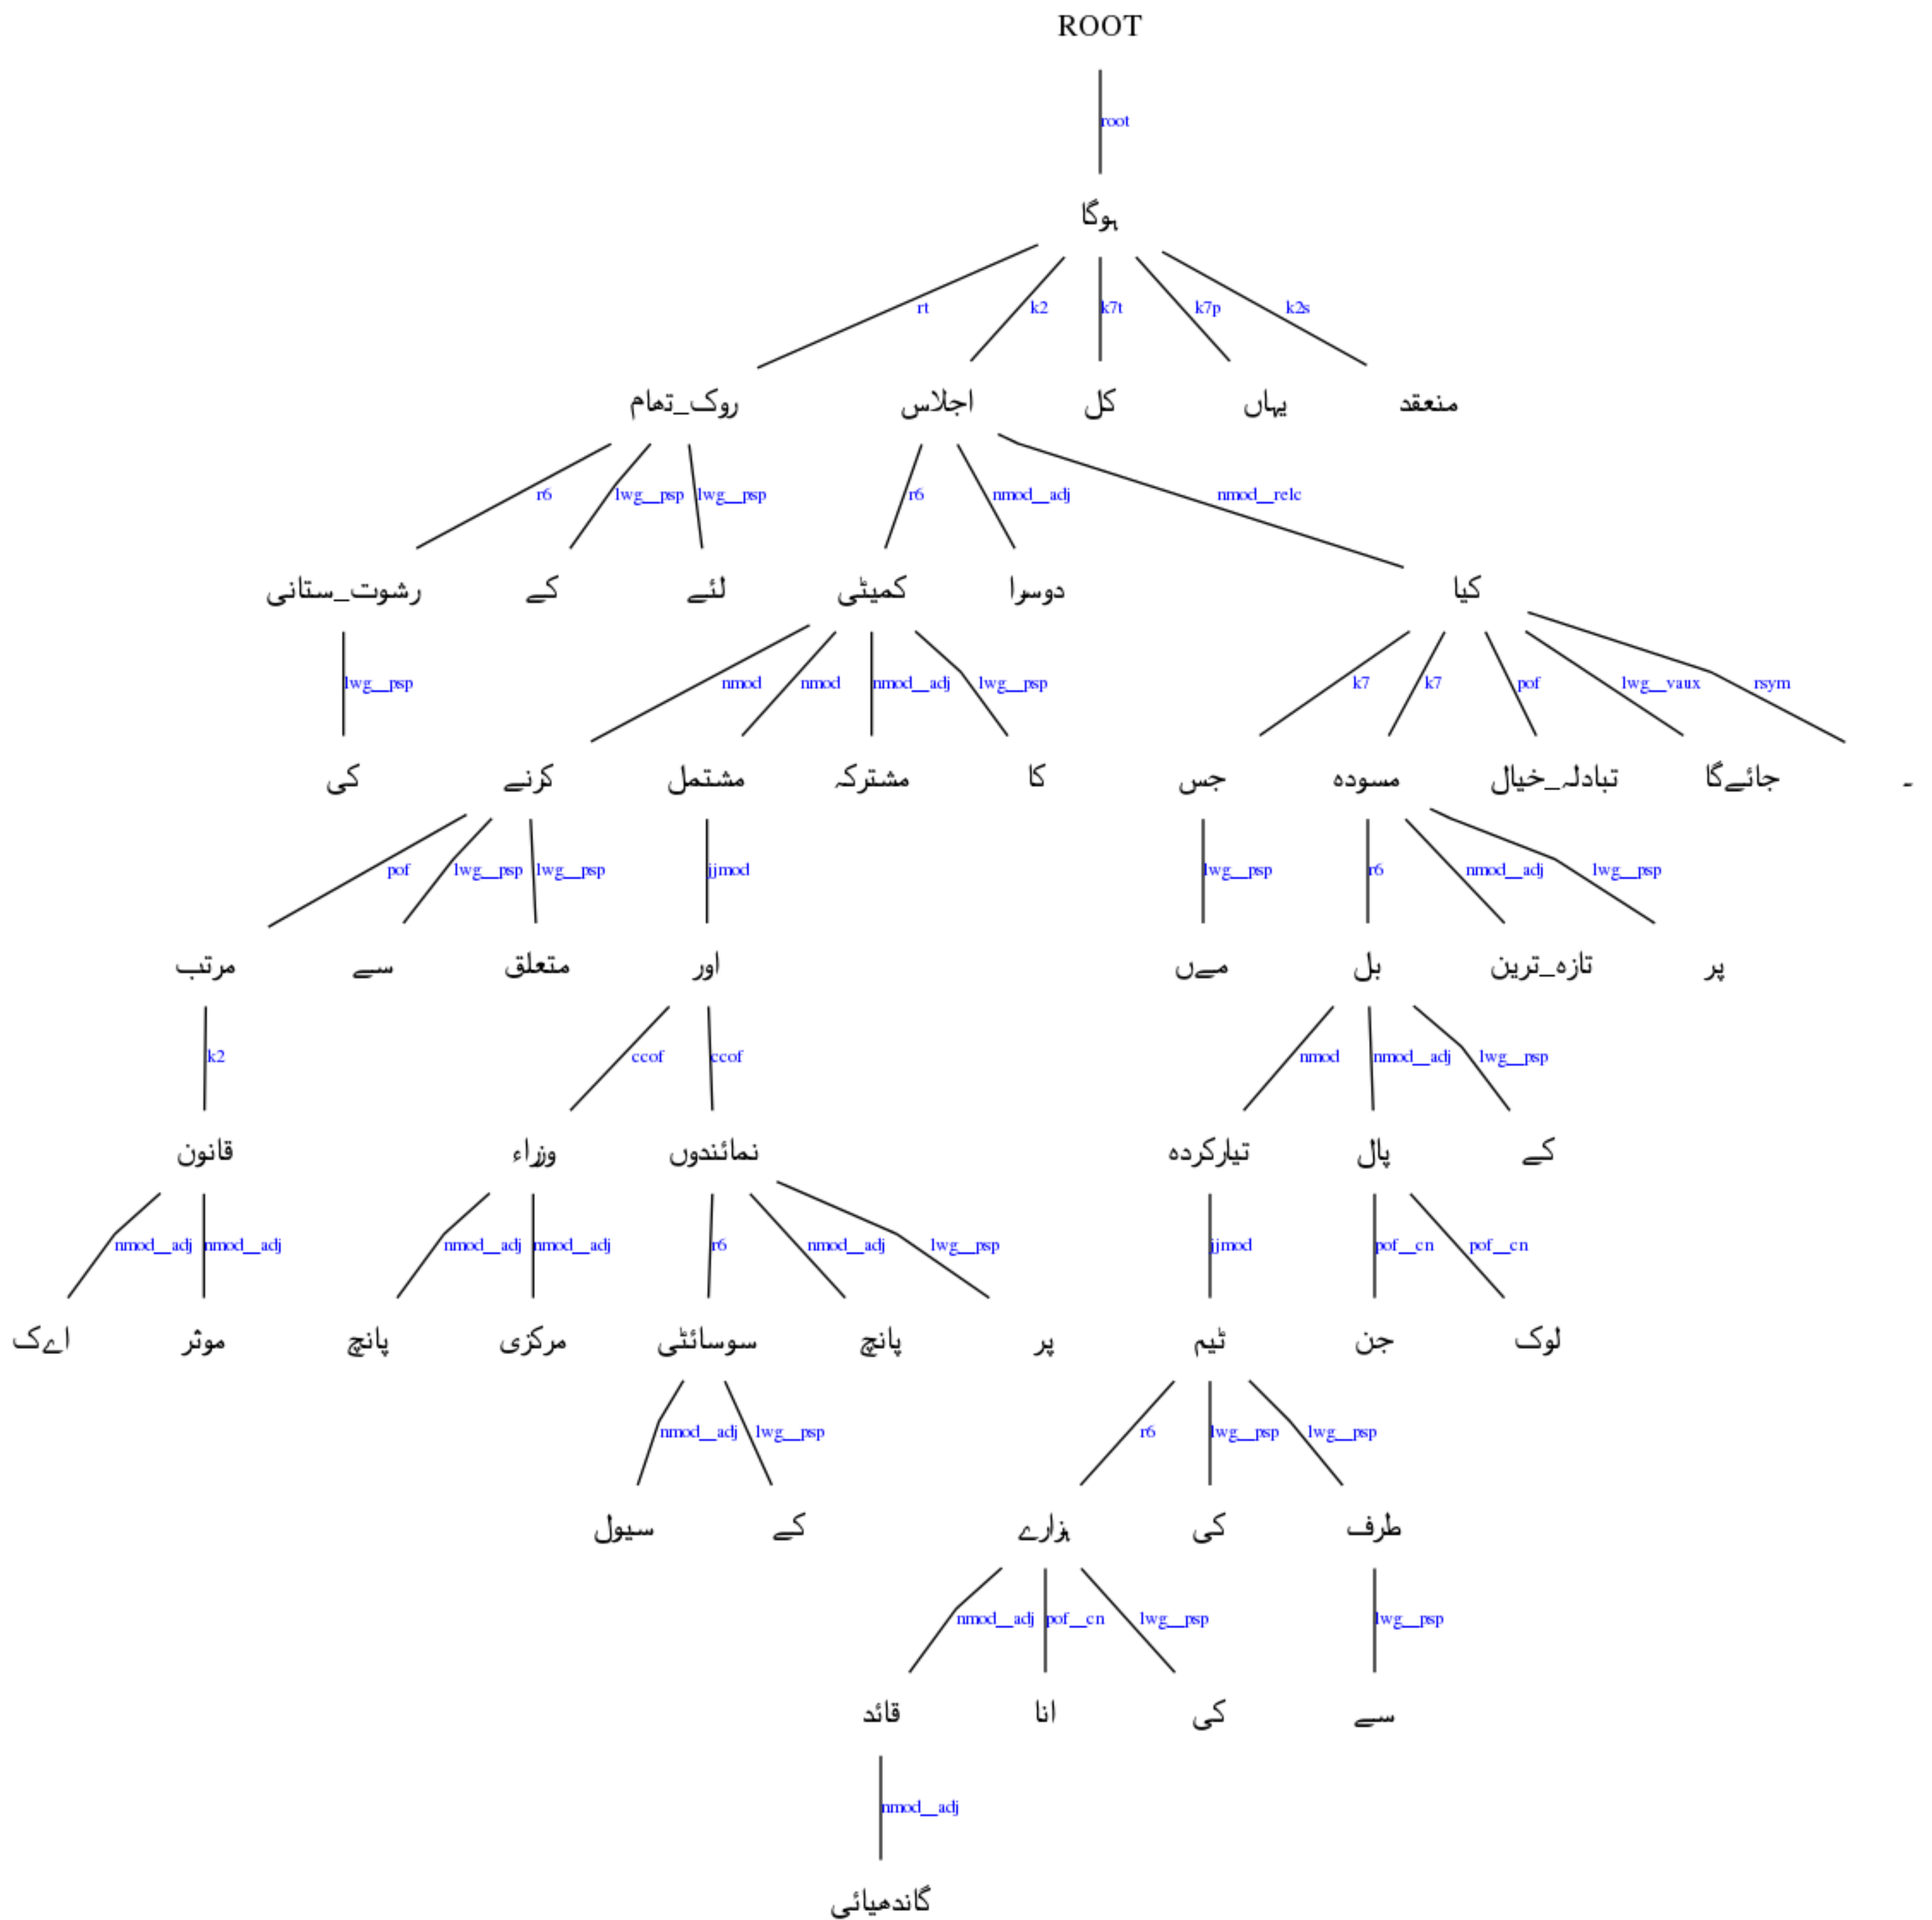 ROOT
root
ہوگا
rt k2 k7t k7p k2s
روک_تھام اجلاس کل یہاں منعقد
r6 lwg__psp lwg__psp r6 nmod__adj nmod__relc
رشوت_ستانی کے لئے کمیٹی دوسرا کیا
lwg__psp nmod nmod nmod__adj lwg__psp k7 k7 pof lwg__vaux rsym
کی کرنے مشتمل مشترکہ کا جس مسودہ تبادلہ_خیال جائےگا ۔
pof lwg__psp lwg__psp jjmod lwg__psp r6 nmod__adj lwg__psp
مرتب سے متعلق اور مےں بل تازہ_ترین پر
k2 ccof ccof nmod nmod__adj lwg__psp
قانون وزراء نمائندوں تیارکردہ پال کے
nmod__adj nmod__adj nmod__adj nmod__adj r6 nmod__adj lwg__psp jjmod pof__cn pof__cn
اےک موثر پانچ مرکزی سوسائٹی پانچ پر ٹیم جن لوک
nmod__adj lwg__psp r6 lwg__psp lwg__psp
سیول کے ہزارے کی طرف
nmod__adj pof__cn lwg__psp lwg__psp
قائد انا کی سے
nmod__adj
گاندھیائی